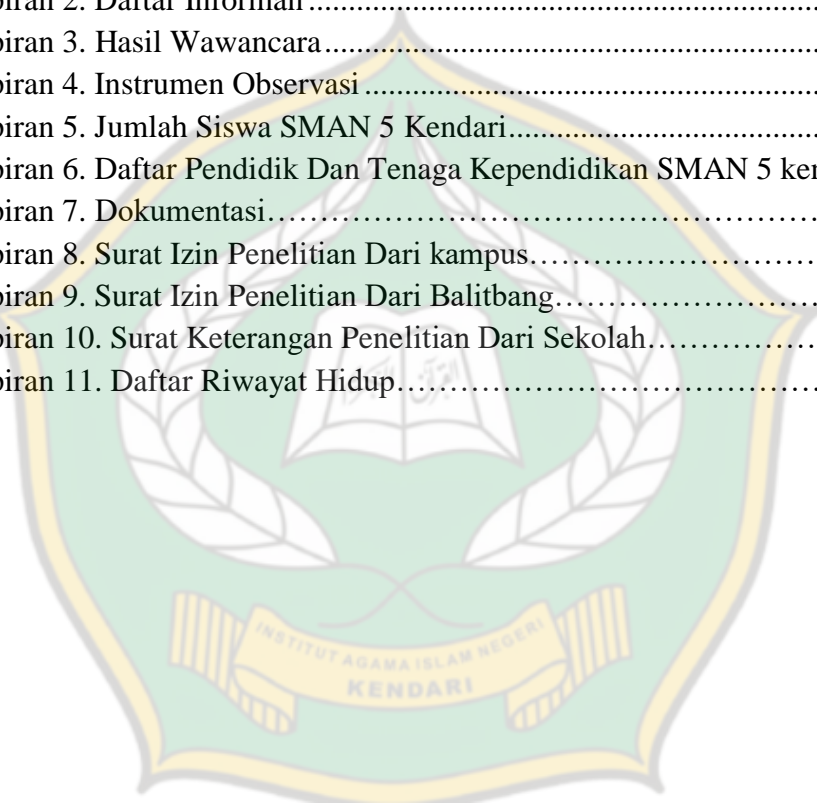 piran 2. Daftar Informan ...............................................................
piran 3. Hasil Wawancara ...............................................................
piran 4. Instrumen Observasi ...............................................................
piran 5. Jumlah Siswa SMAN 5 Kendari...............................................................
piran 6. Daftar Pendidik Dan Tenaga Kependidikan SMAN 5 ken
piran 7. Dokumentasi……………………………………………………
piran 8. Surat Izin Penelitian Dari kampus…………………………
piran 9. Surat Izin Penelitian Dari Balitbang………………………
piran 10. Surat Keterangan Penelitian Dari Sekolah………………
piran 11. Daftar Riwayat Hidup……………………………………
INSTITUT AGAMA ISLAM NEGERI
KENDARI